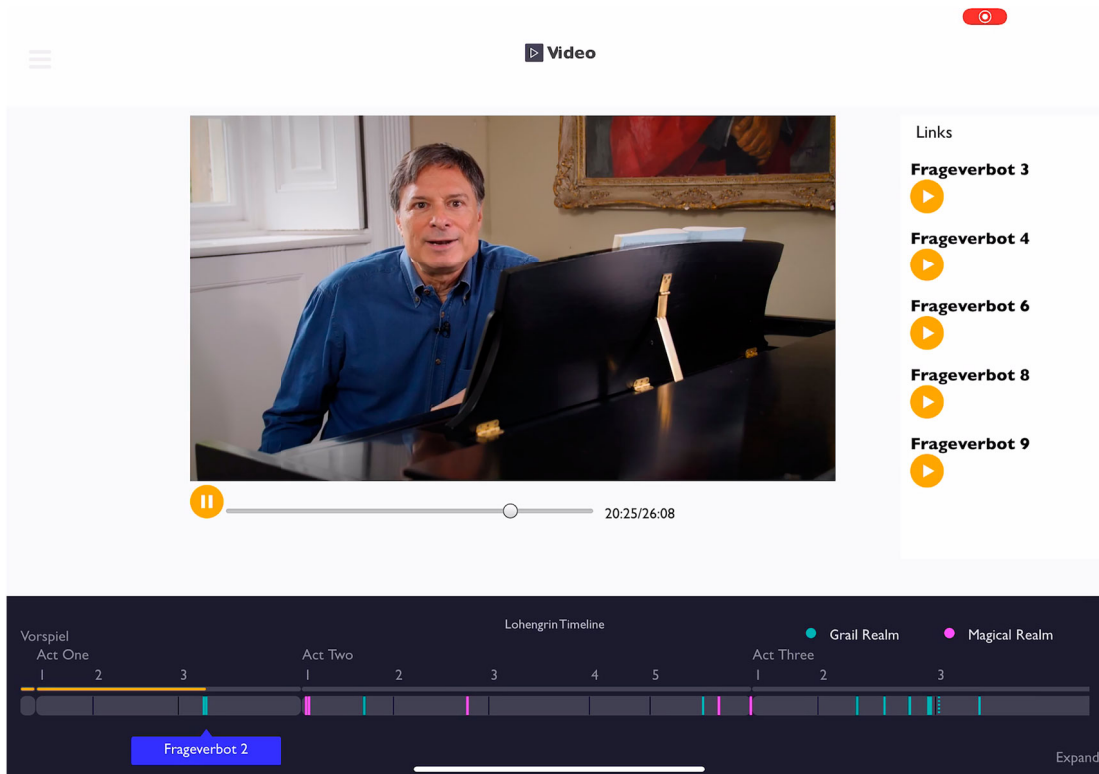 Video
Links
Frageverbot 3
Frageverbot 4
Frageverbot 6
Frageverbot 8
Frageverbot 9
20:25/26:08
Lohengrin Timeline
Grail Realm
Magical Realm
Vorspiel
Act One
Act Two
Act Three
1 2 3 1 2 3 4 5 1 2 3
Frageverbot 2
Expand